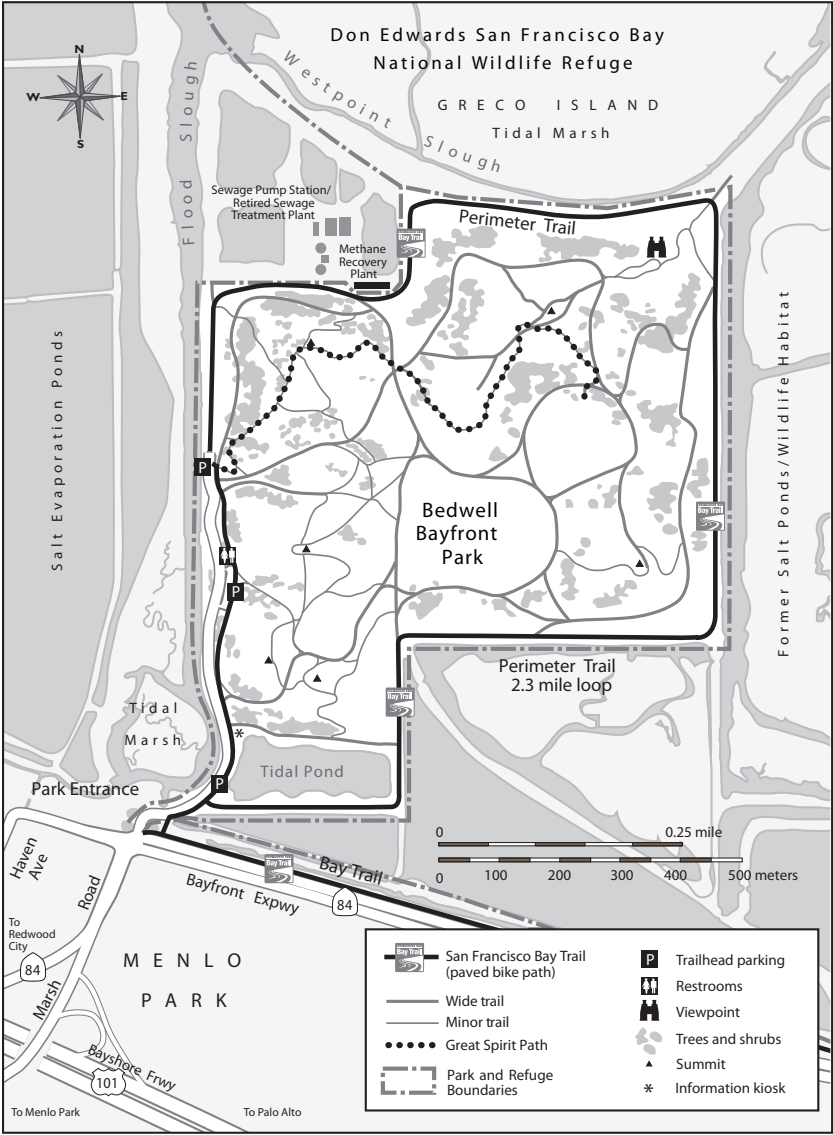 Don Edwards San Francisco Bay
National Wildlife Refuge
GRECO ISLAND
Tidal Marsh
Westpoint Slough
Flood Slough
N
W E
S
Sewage Pump Station/
Retired Sewage
Treatment Plant
Methane
Recovery
Plant
Bay Trail
Perimeter Trail
Salt Evaporation Ponds
Former Salt Ponds/Wildlife Habitat
P
Bedwell
Bayfront
Park
Bay Trail
P
Perimeter Trail
2.3 mile loop
Bay Trail
Tidal
Marsh
Tidal Pond
P
Park Entrance
0 0.25 mile
0 100 200 300 400 500 meters
Haven
Ave
Bay Trail
Bay Trail
Bayfront Expwy
84
Marsh Road
To
Redwood
City
84
MENLO
PARK
Bayshore Frwy
101
To Menlo Park
To Palo Alto
Bay Trail
San Francisco Bay Trail
(paved bike path)
Wide trail
Minor trail
Great Spirit Path
Park and Refuge
Boundaries
P
Trailhead parking
Restrooms
Viewpoint
Trees and shrubs
Summit
Information kiosk